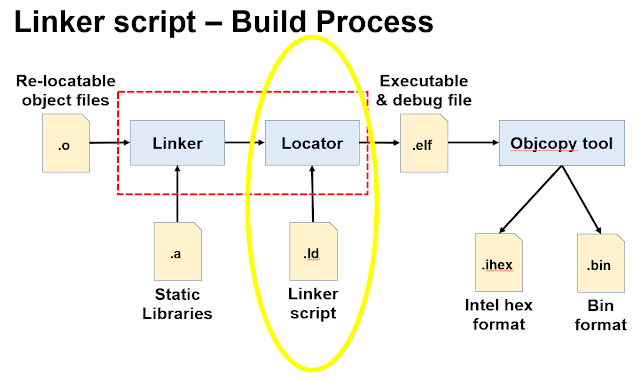 Linker script – Build Process
Re-locatable
object files
Executable
& debug file
.o
Linker
Locator
.elf
Objcopy tool
.a
.ld
.ihex
.bin
Static
Libraries
Linker
script
Intel hex
format
Bin
format